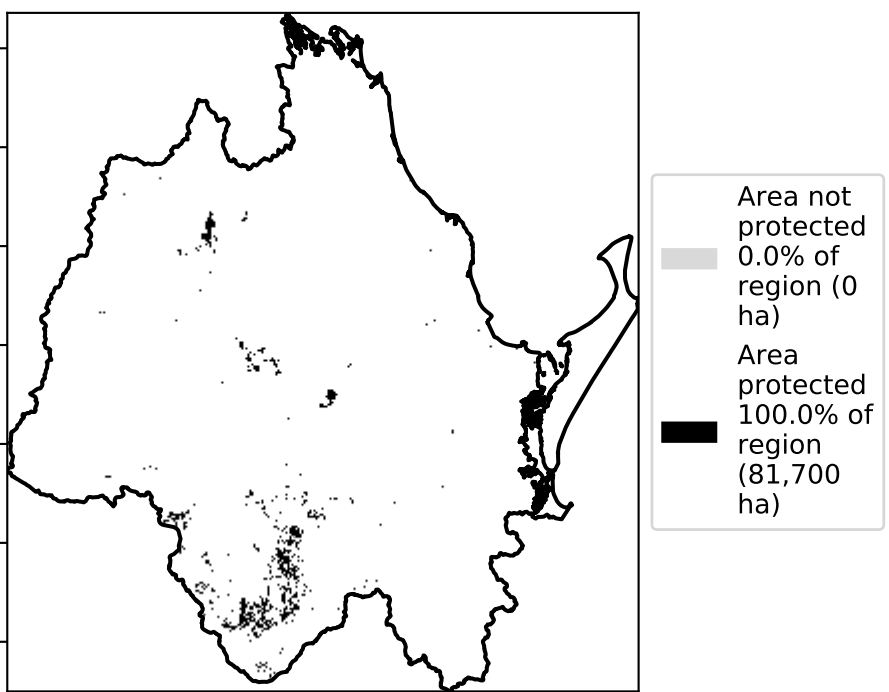 Area not
protected
0.0% of
region (0
ha)
Area
protected
100.0% of
region
(81,700
ha)